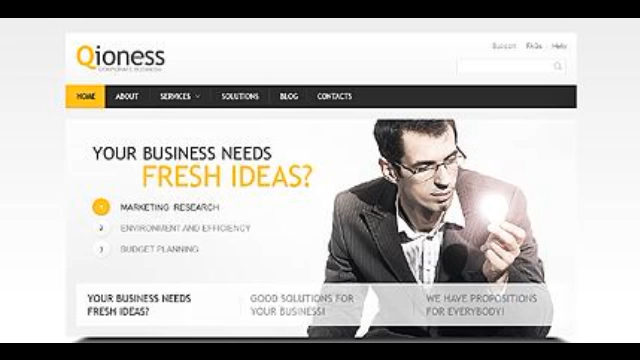 Qioness
CORPORATE BUSINESS
Support FAQs Help
HOME ABOUT SERVICES SOLUTIONS BLOG CONTACTS
YOUR BUSINESS NEEDS
FRESH IDEAS?
1 MARKETING RESEARCH
2 ENVIRONMENT AND EFFICIENCY
3 BUDGET PLANNING
YOUR BUSINESS NEEDS
FRESH IDEAS?
GOOD SOLUTIONS FOR
YOUR BUSINESS!
WE HAVE PROPOSITIONS
FOR EVERYBODY!